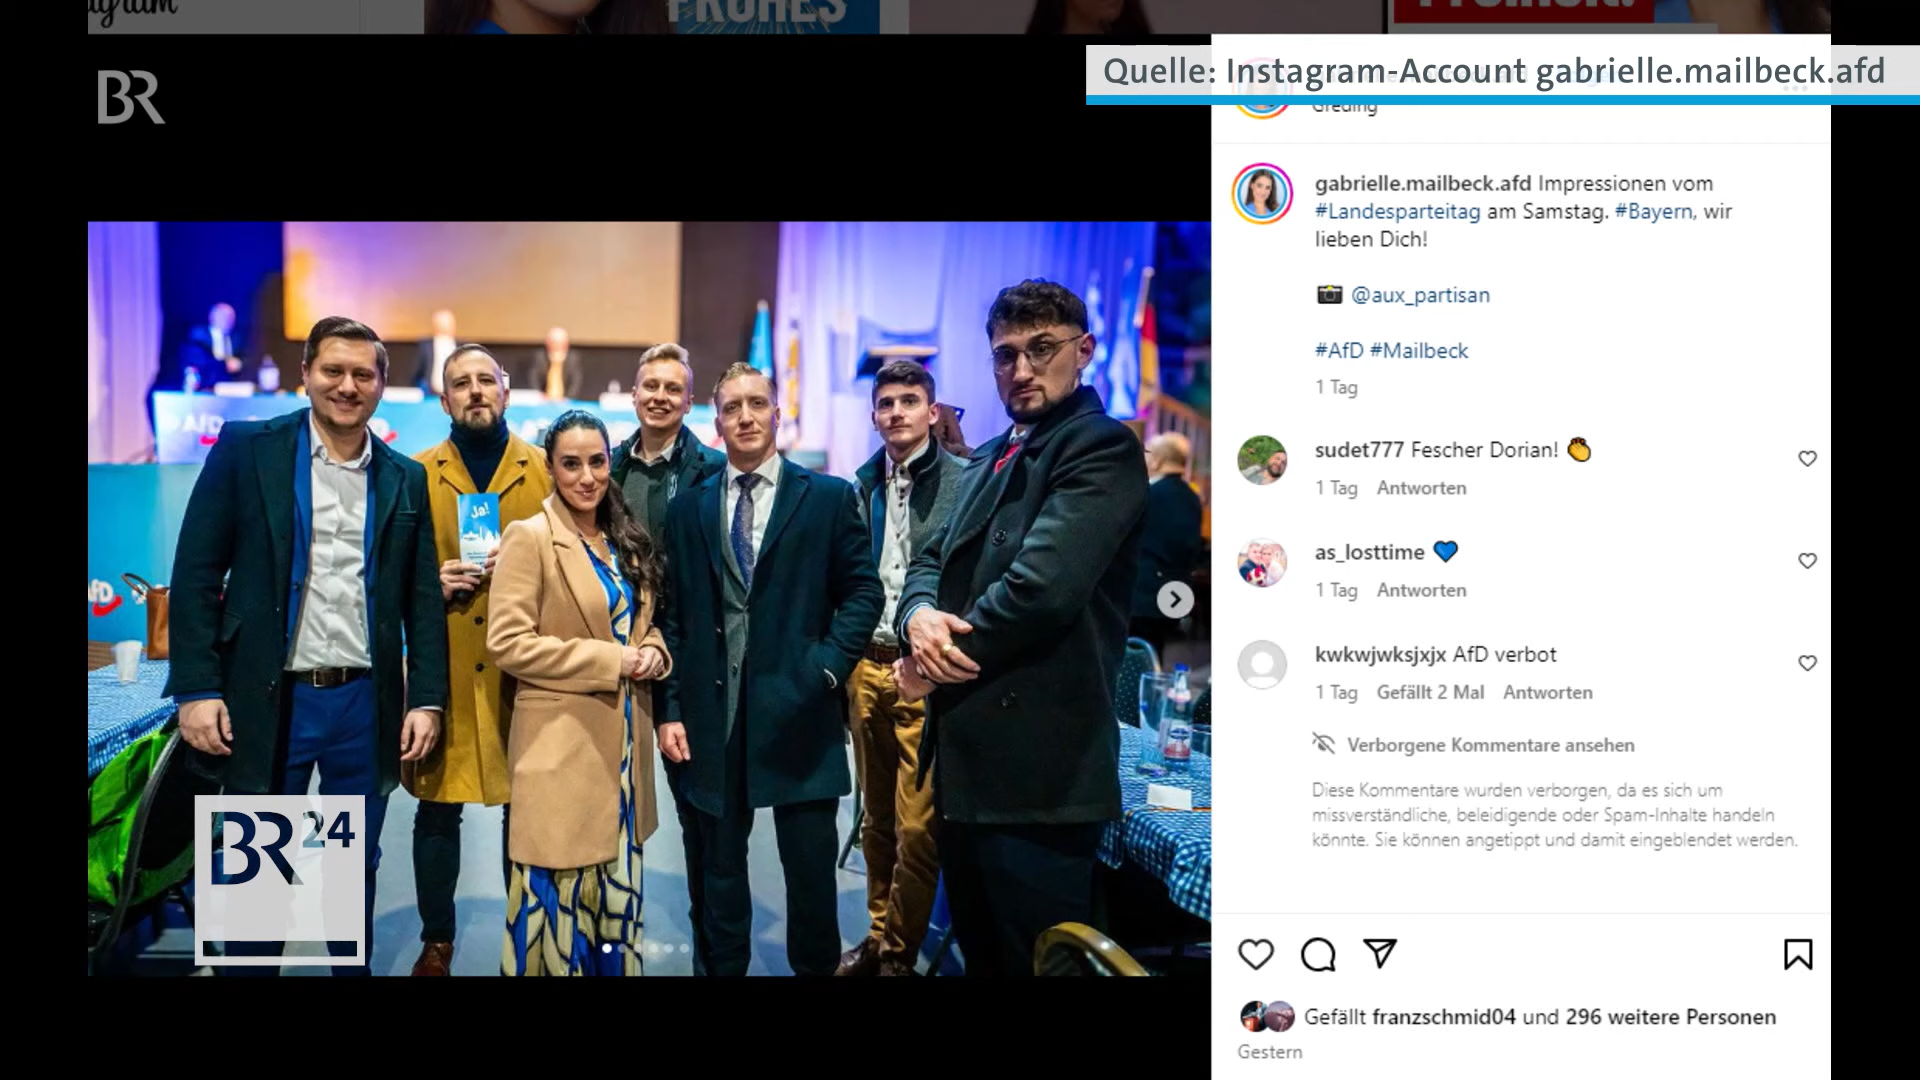 FROHES
BR
Quelle: Instagram-Account gabrielle.mailbeck.afd
Greding
gabrielle.mailbeck.afd Impressionen vom
#Landesparteitag am Samstag. #Bayern, wir
lieben Dich!
@aux_partisan
#AfD #Mailbeck
1 Tag
sudet777 Fescher Dorian!
1 Tag Antworten
as_losttime
1 Tag Antworten
kwkwjwksjxjx AfD verbot
1 Tag Gefällt 2 Mal Antworten
Verborgene Kommentare ansehen
Diese Kommentare wurden verborgen, da es sich um
missverständliche, beleidigende oder Spam-Inhalte handeln
könnte. Sie können angetippt und damit eingeblendet werden.
Gefällt franzschmid04 und 296 weitere Personen
Gestern
AfD
Ja!
AfD
BR24